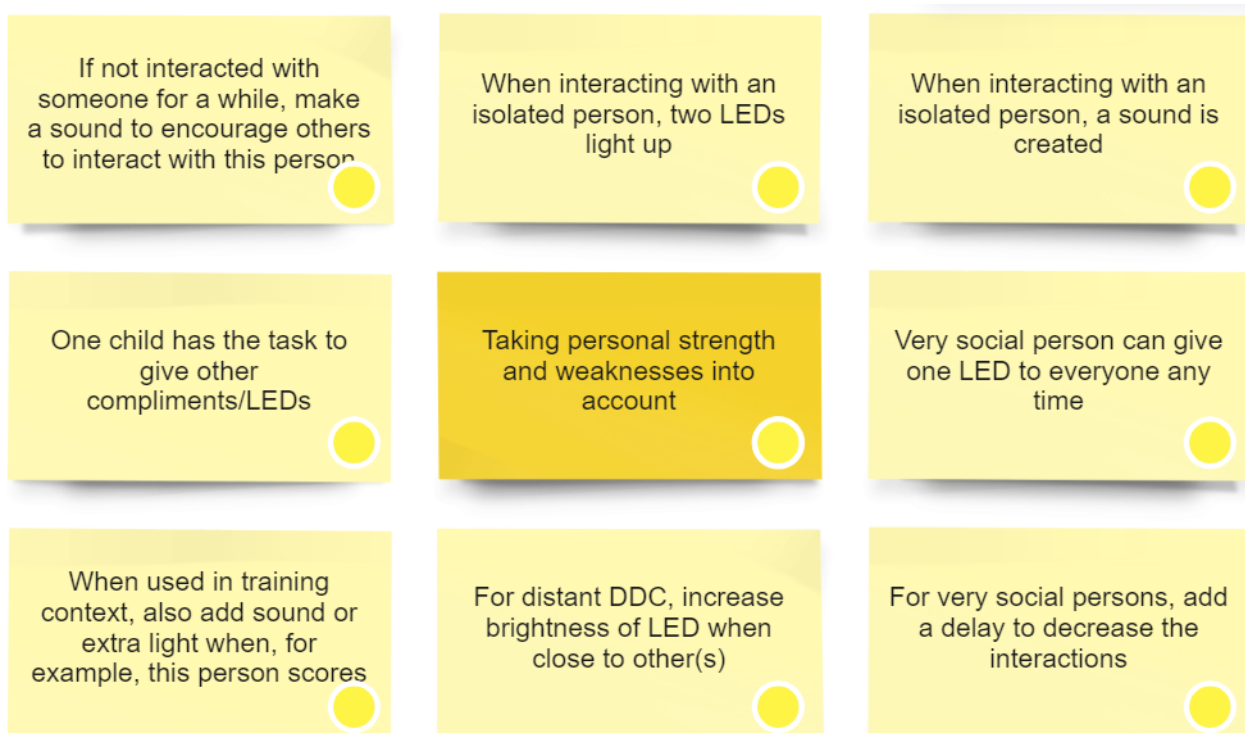 If not interacted with
someone for a while, make
a sound to encourage others
to interact with this person
When interacting with an
isolated person, two LEDs
light up
When interacting with an
isolated person, a sound is
created
One child has the task to
give other
compliments/LEDs
Taking personal strength
and weaknesses into
account
Very social person can give
one LED to everyone any
time
When used in training
context, also add sound or
extra light when, for
example, this person scores
For distant DDC, increase
brightness of LED when
close to other(s)
For very social persons, add
a delay to decrease the
interactions